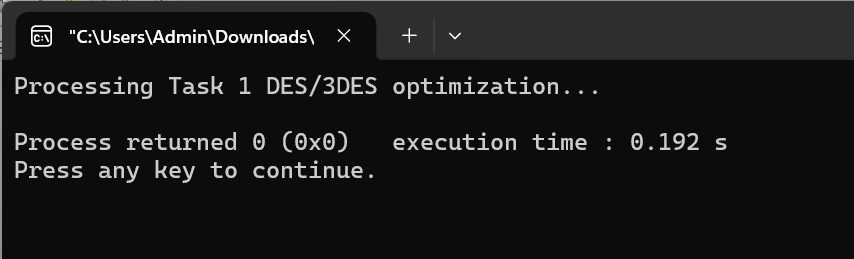 "C:\Users\Admin\Downloads\
Processing Task 1 DES/3DES optimization...
Process returned 0 (0x0)   execution time : 0.192 s
Press any key to continue.